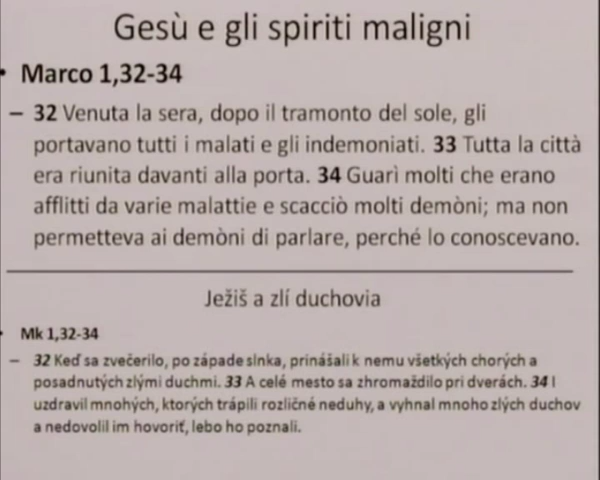 Gesù e gli spiriti maligni
• Marco 1,32-34
– 32 Venuta la sera, dopo il tramonto del sole, gli
portavano tutti i malati e gli indemoniati. 33 Tutta la città
era riunita davanti alla porta. 34 Guarì molti che erano
afflitti da varie malattie e scacciò molti demòni; ma non
permetteva ai demòni di parlare, perché lo conoscevano.
Ježiš a zlí duchovia
• Mk 1,32-34
– 32 Keď sa zvečerilo, po západe slnka, prinášali k nemu všetkých chorých a
posadnutých zlými duchmi. 33 A celé mesto sa zhromaždilo pri dverách. 34 I
uzdravil mnohých, ktorých trápili rozličné neduhy, a vyhnal mnoho zlých duchov
a nedovolil im hovoriť, lebo ho poznali.